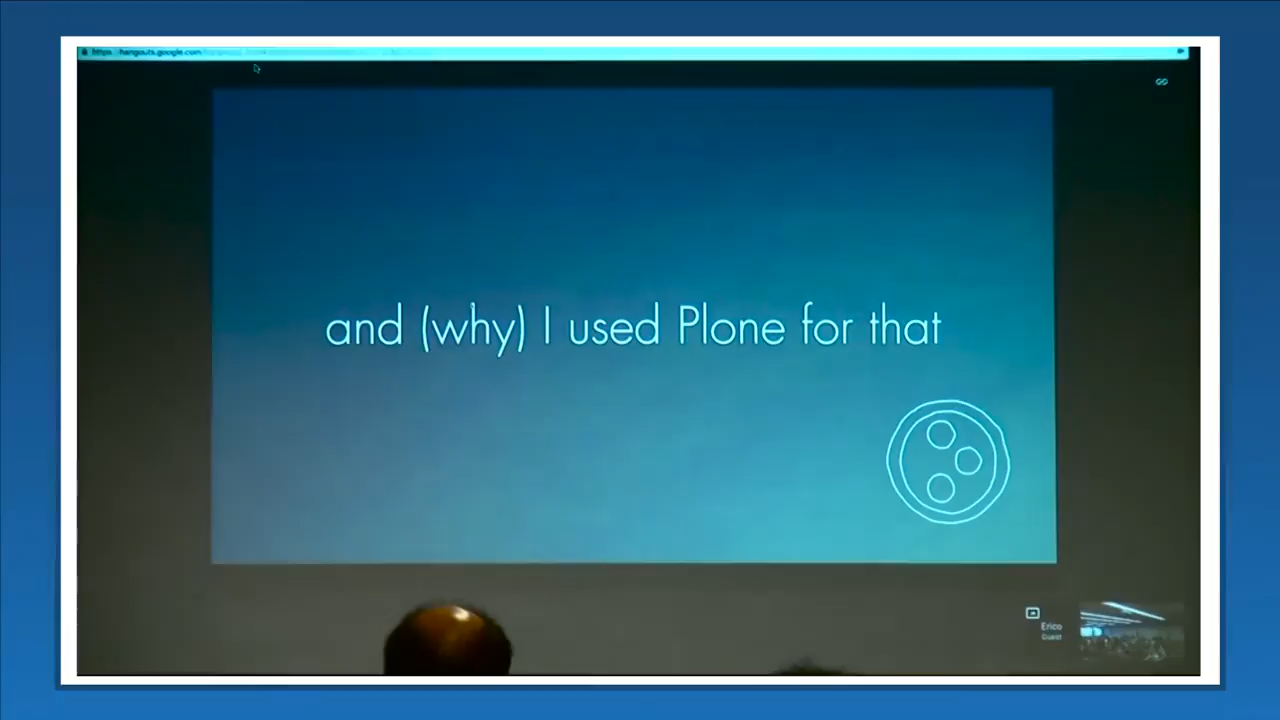 https hangouts.google.com
and (why) I used Plone for that
Erico
Guest